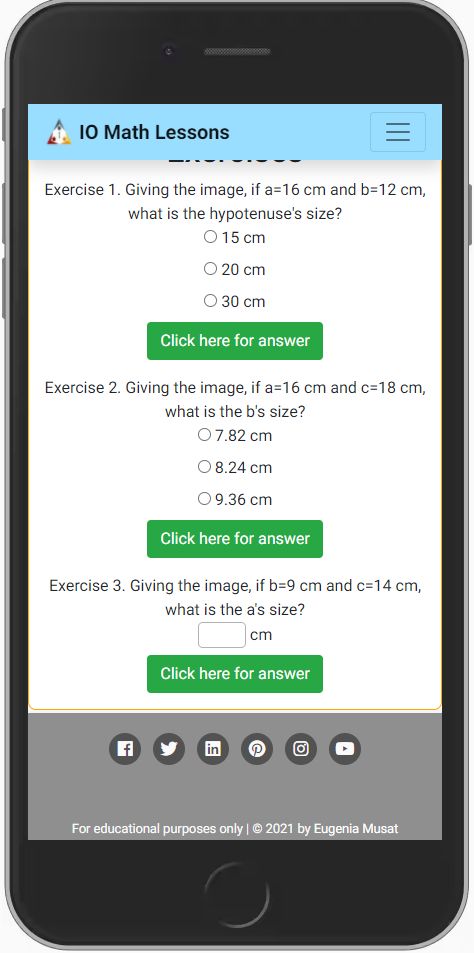 IO Math Lessons
Exercise 1. Giving the image, if a=16 cm and b=12 cm,
what is the hypotenuse's size?
15 cm
20 cm
30 cm
Click here for answer
Exercise 2. Giving the image, if a=16 cm and c=18 cm,
what is the b's size?
7.82 cm
8.24 cm
9.36 cm
Click here for answer
Exercise 3. Giving the image, if b=9 cm and c=14 cm,
what is the a's size?
cm
Click here for answer
For educational purposes only | © 2021 by Eugenia Musat